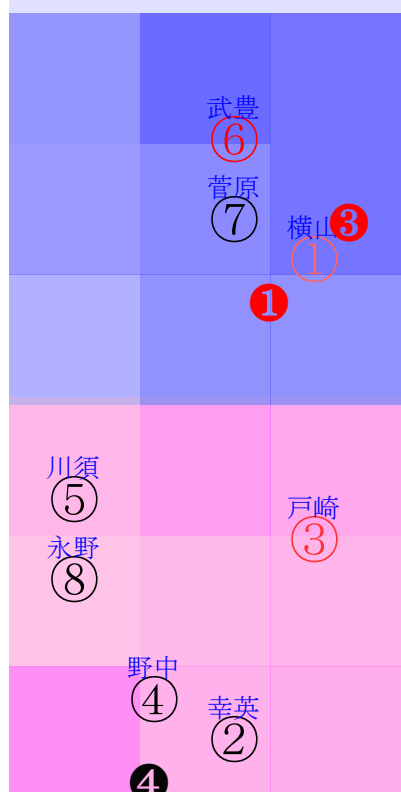 武豊
⑥
菅原
⑦
横山
❸
①
❶
川須
⑤
戸崎
③
永野
⑧
野中
④
幸英
②
❹